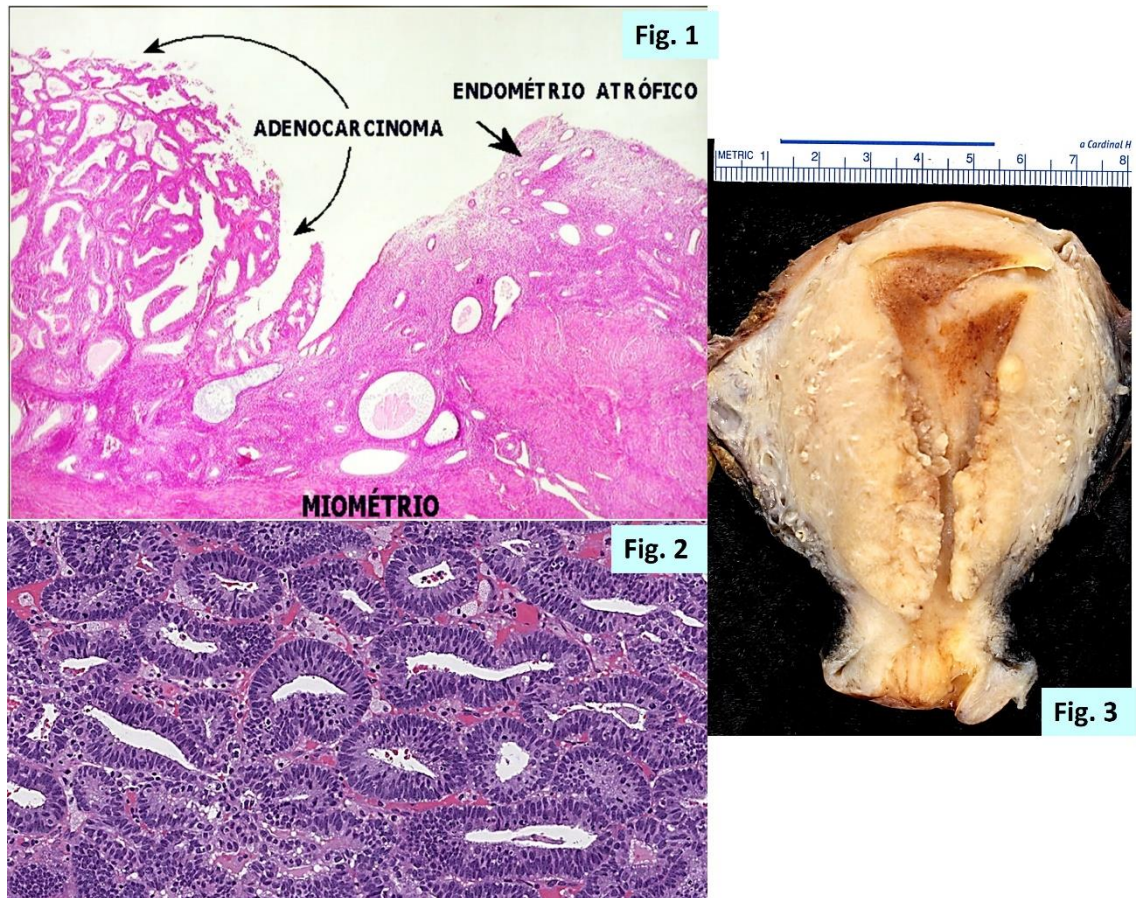 Fig. 1
ENDOMÉTRIO ATRÓFICO
ADENOCARCINOMA
MIOMÉTRIO
Fig. 2
METRIC 1 2 3 4 5 6 7 8
a Cardinal H
Fig. 3